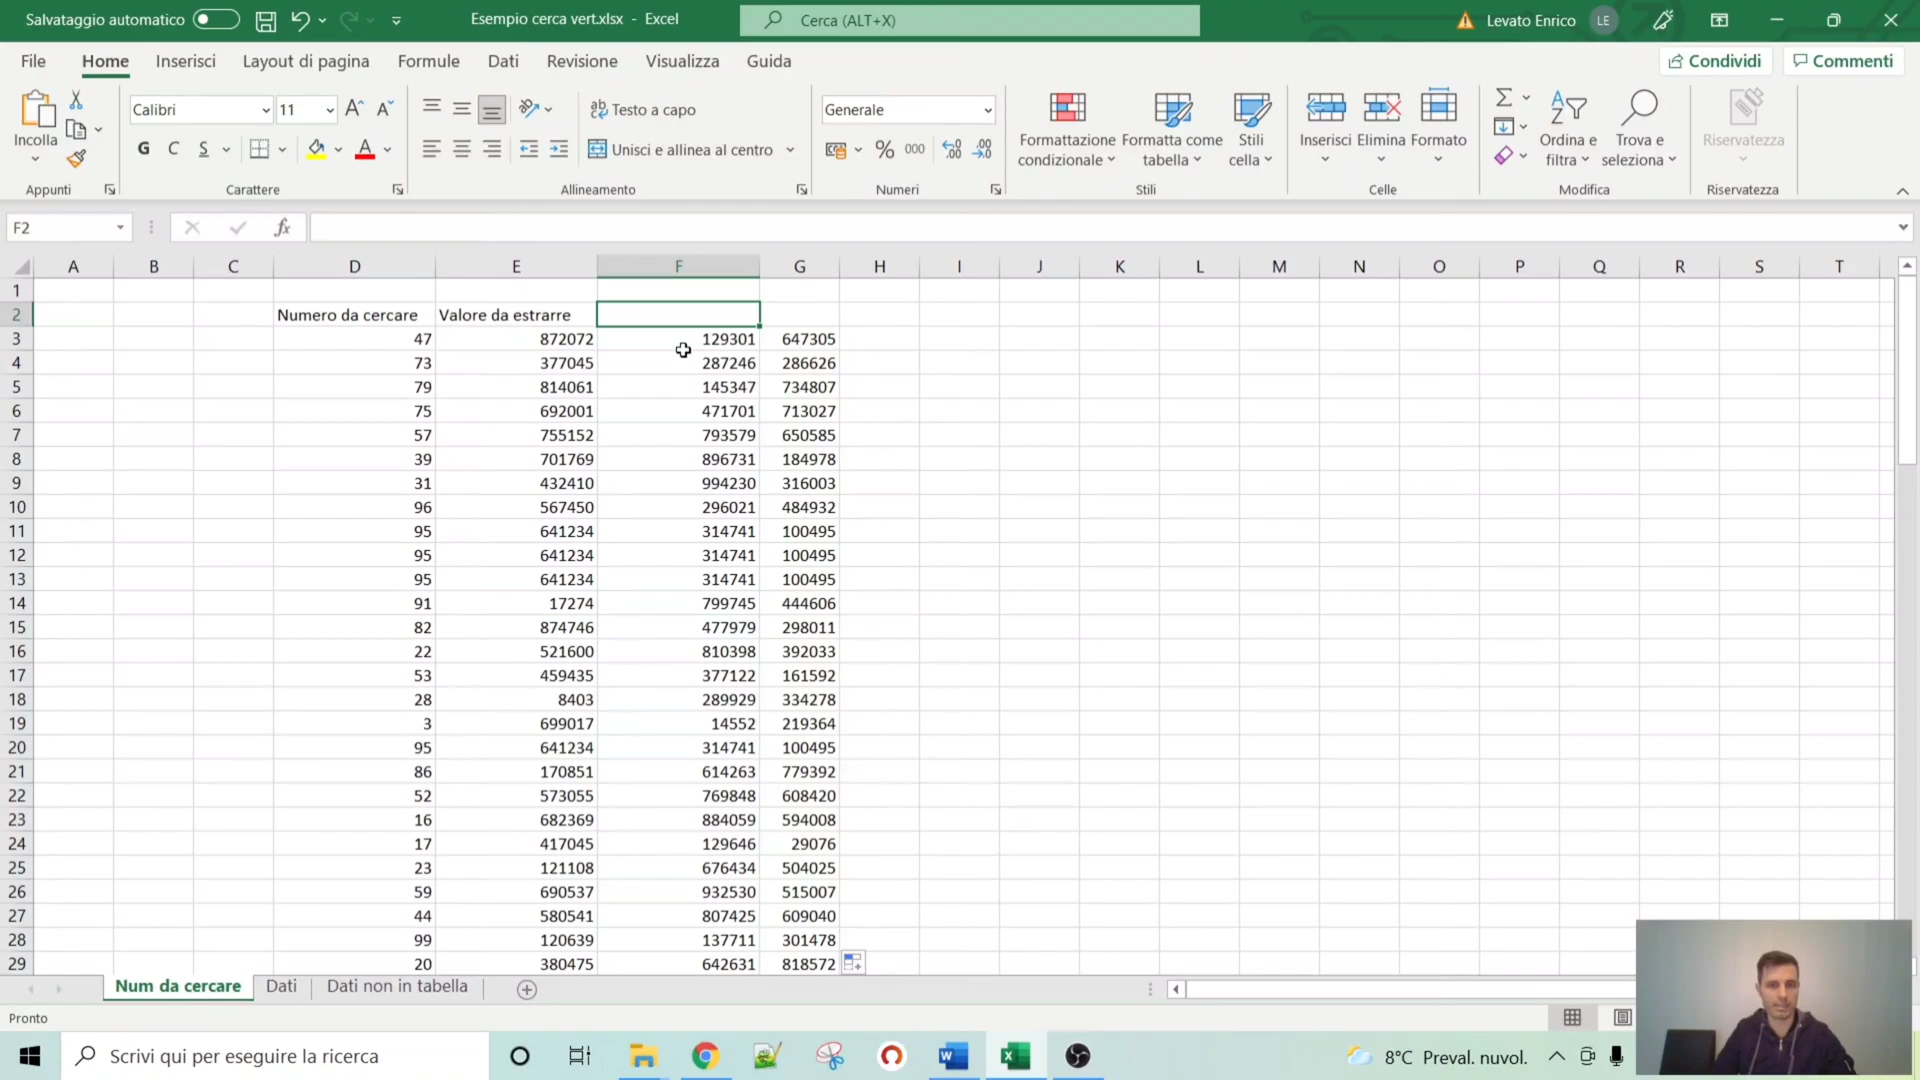 Salvataggio automatico
Esempio cerca vert.xlsx - Excel
Cerca (ALT+X)
Levato Enrico LE
File Home Inserisci Layout di pagina Formule Dati Revisione Visualizza Guida
Condividi Commenti
Incolla
Appunti
Calibri 11
G C S
Carattere
Testo a capo
Unisci e allinea al centro
Allineamento
Generale
% 000
Numeri
Formattazione condizionale
Formatta come tabella
Stili cella
Stili
Inserisci Elimina Formato
Celle
Ordina e filtra
Trova e seleziona
Modifica
Riservatezza
Riservatezza
F2 fx
A B C D E F G H I J K L M N O P Q R S T
1
2 Numero da cercare Valore da estrarre
3 47 872072 129301 647305
4 73 377045 287246 286626
5 79 814061 145347 734807
6 75 692001 471701 713027
7 57 755152 793579 650585
8 39 701769 896731 184978
9 31 432410 994230 316003
10 96 567450 296021 484932
11 95 641234 314741 100495
12 95 641234 314741 100495
13 95 641234 314741 100495
14 91 17274 799745 444606
15 82 874746 477979 298011
16 22 521600 810398 392033
17 53 459435 377122 161592
18 28 8403 289929 334278
19 3 699017 14552 219364
20 95 641234 314741 100495
21 86 170851 614263 779392
22 52 573055 769848 608420
23 16 682369 884059 594008
24 17 417045 129646 29076
25 23 121108 676434 504025
26 59 690537 932530 515007
27 44 580541 807425 609040
28 99 120639 137711 301478
29 20 380475 642631 818572
Num da cercare Dati Dati non in tabella
Pronto
Scrivi qui per eseguire la ricerca
8°C Preval. nuvol.